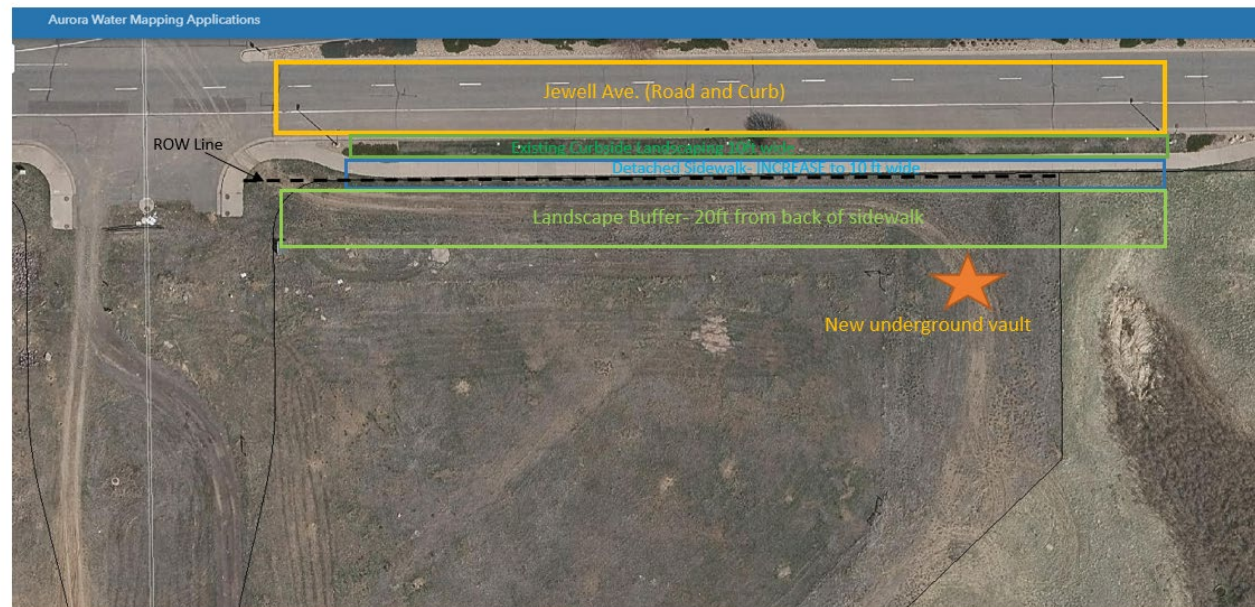 Aurora Water Mapping Applications
Jewell Ave. (Road and Curb)
ROW Line
Existing Curbside Landscaping 10ft wide
Detached Sidewalk- INCREASE to 10 ft wide
Landscape Buffer- 20ft from back of sidewalk
New underground vault